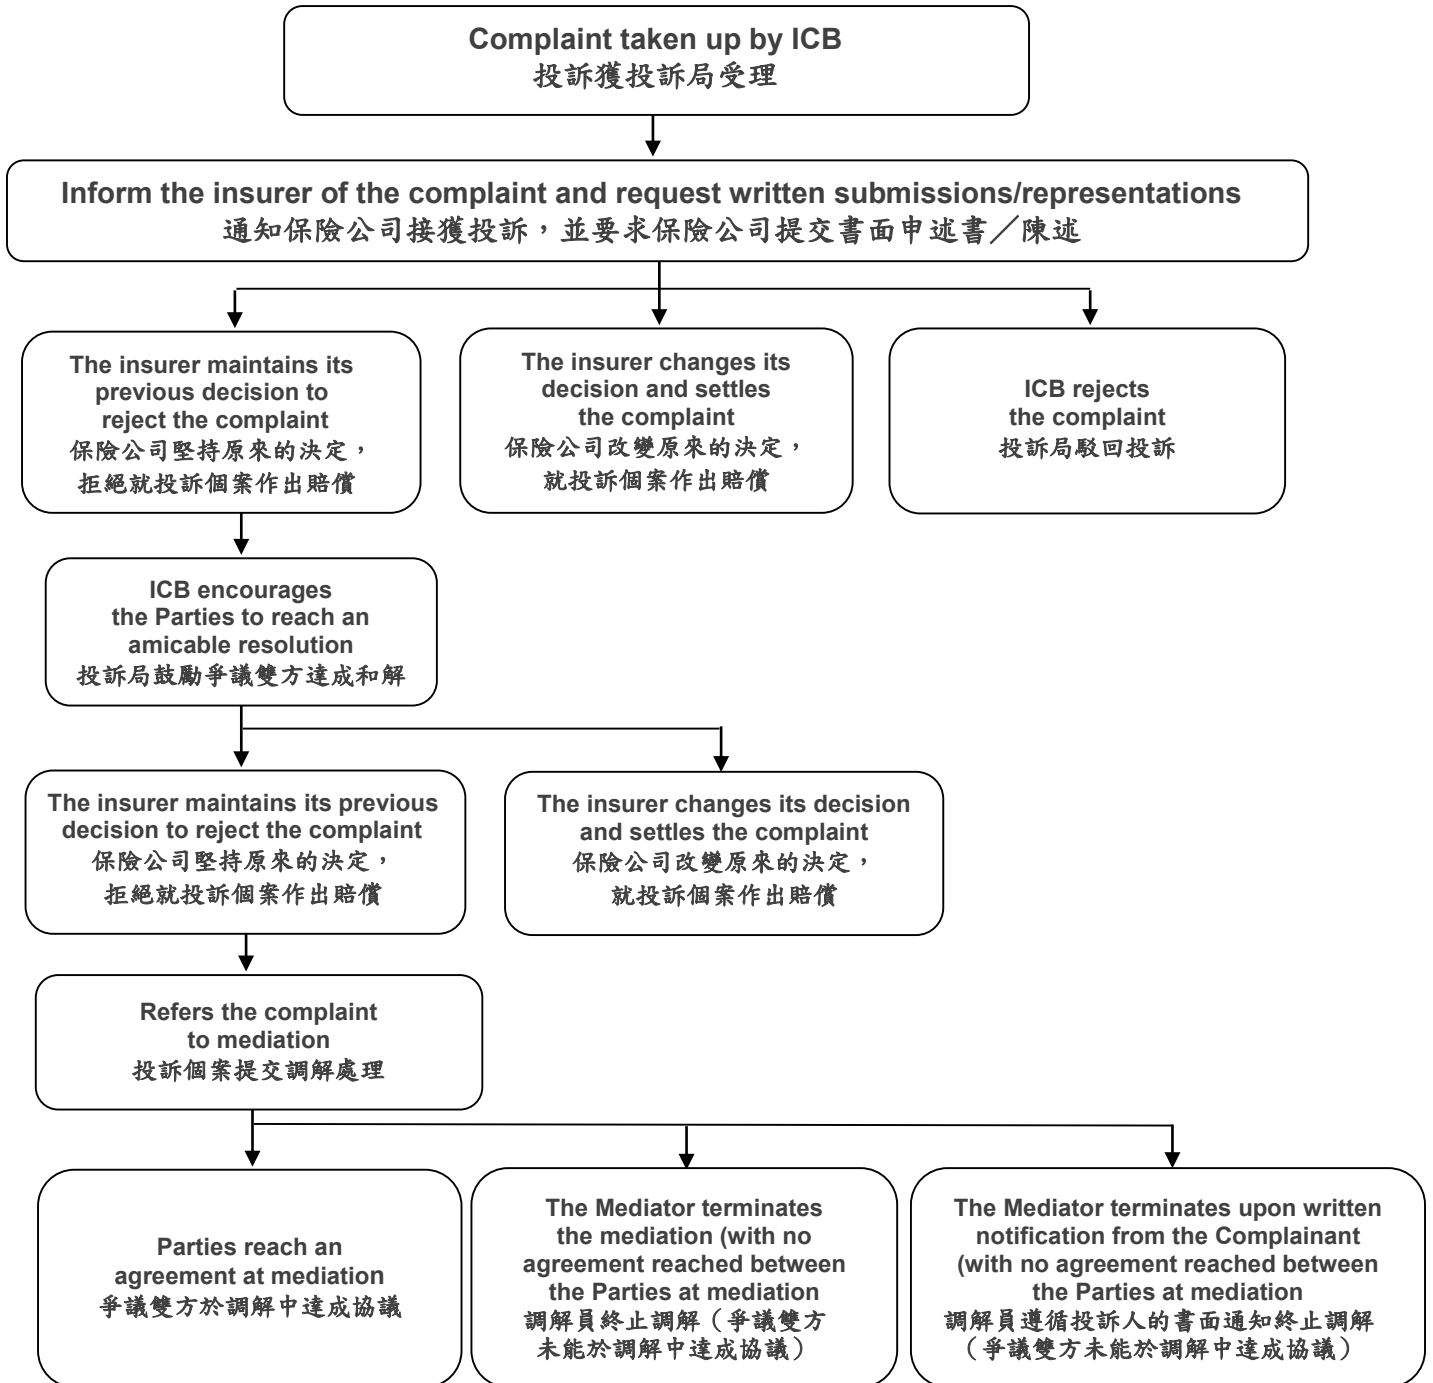 Complaint taken up by ICB
投訴獲投訴局受理
Inform the insurer of the complaint and request written submissions/representations
通知保險公司接獲投訴，並要求保險公司提交書面申述書／陳述
The insurer maintains its
previous decision to
reject the complaint
保險公司堅持原來的決定，
拒絕就投訴個案作出賠償
The insurer changes its
decision and settles
the complaint
保險公司改變原來的決定，
就投訴個案作出賠償
ICB rejects
the complaint
投訴局駁回投訴
ICB encourages
the Parties to reach an
amicable resolution
投訴局鼓勵爭議雙方達成和解
The insurer maintains its previous
decision to reject the complaint
保險公司堅持原來的決定，
拒絕就投訴個案作出賠償
The insurer changes its decision
and settles the complaint
保險公司改變原來的決定，
就投訴個案作出賠償
Refers the complaint
to mediation
投訴個案提交調解處理
Parties reach an
agreement at mediation
爭議雙方於調解中達成協議
The Mediator terminates
the mediation (with no
agreement reached between
the Parties at mediation
調解員終止調解（爭議雙方
未能於調解中達成協議）
The Mediator terminates upon written
notification from the Complainant
(with no agreement reached between
the Parties at mediation
調解員遵循投訴人的書面通知終止調解
（爭議雙方未能於調解中達成協議）